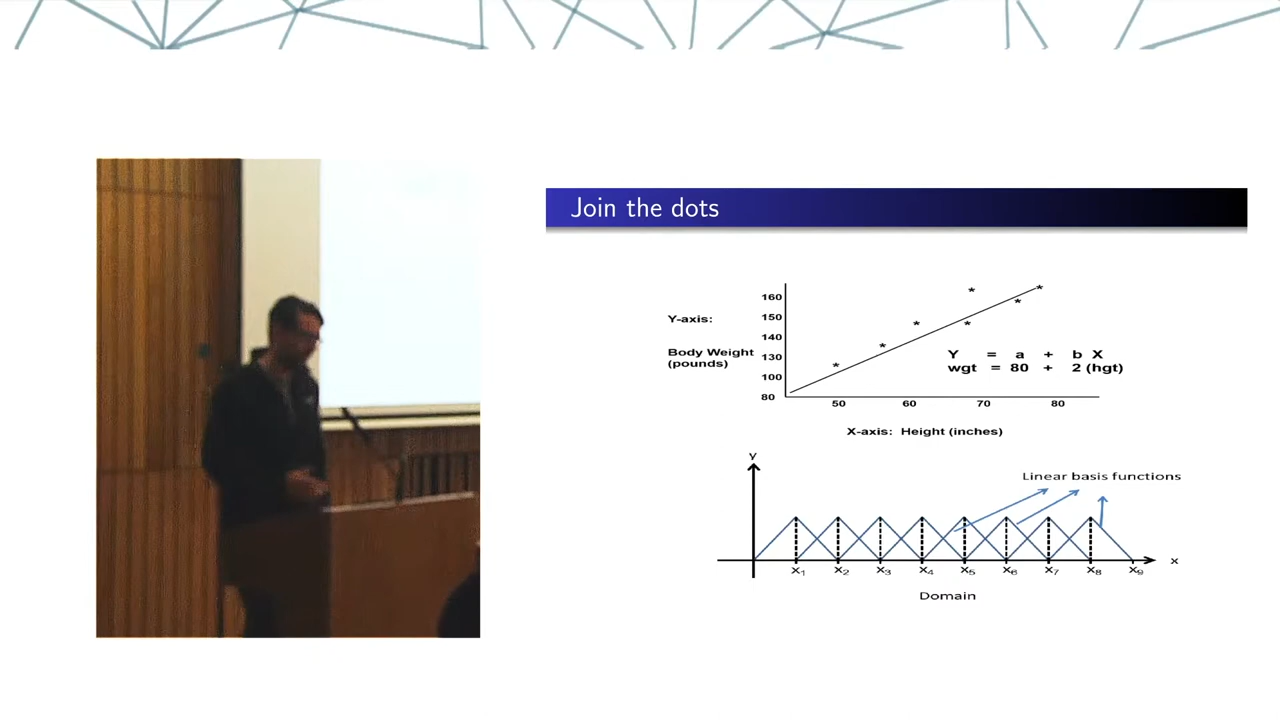 Join the dots
160
Y-axis:
150
140
Body Weight
(pounds)
130
Y = a + b X
wgt = 80 + 2 (hgt)
100
80
50 60 70 80
X-axis: Height (inches)
y
Linear basis functions
x
x1 x2 x3 x4 x5 x6 x7 x8 x9
Domain